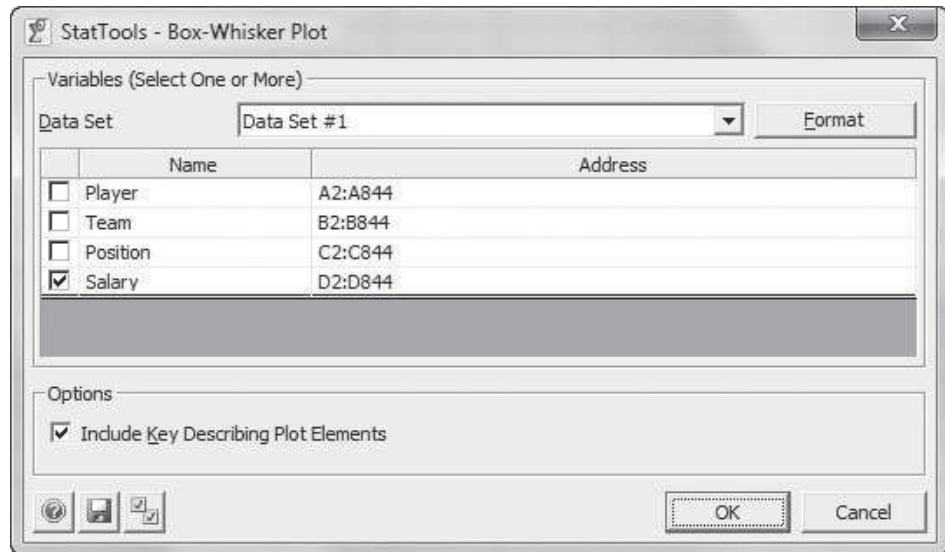 StatTools - Box-Whisker Plot
Variables (Select One or More)
Data Set Data Set #1 Format
Name Address
Player A2:A844
Team B2:B844
Position C2:C844
Salary D2:D844
Options
Include Key Describing Plot Elements
OK Cancel